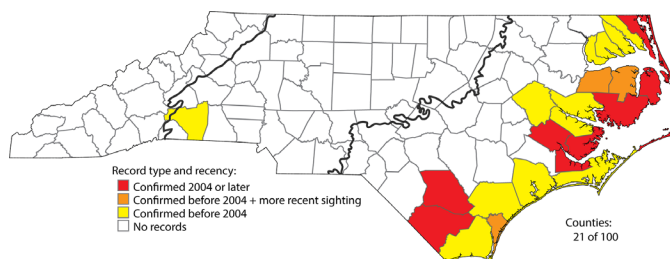 Record type and recency:
Confirmed 2004 or later
Confirmed before 2004 + more recent sighting
Confirmed before 2004
No records
Counties:
21 of 100